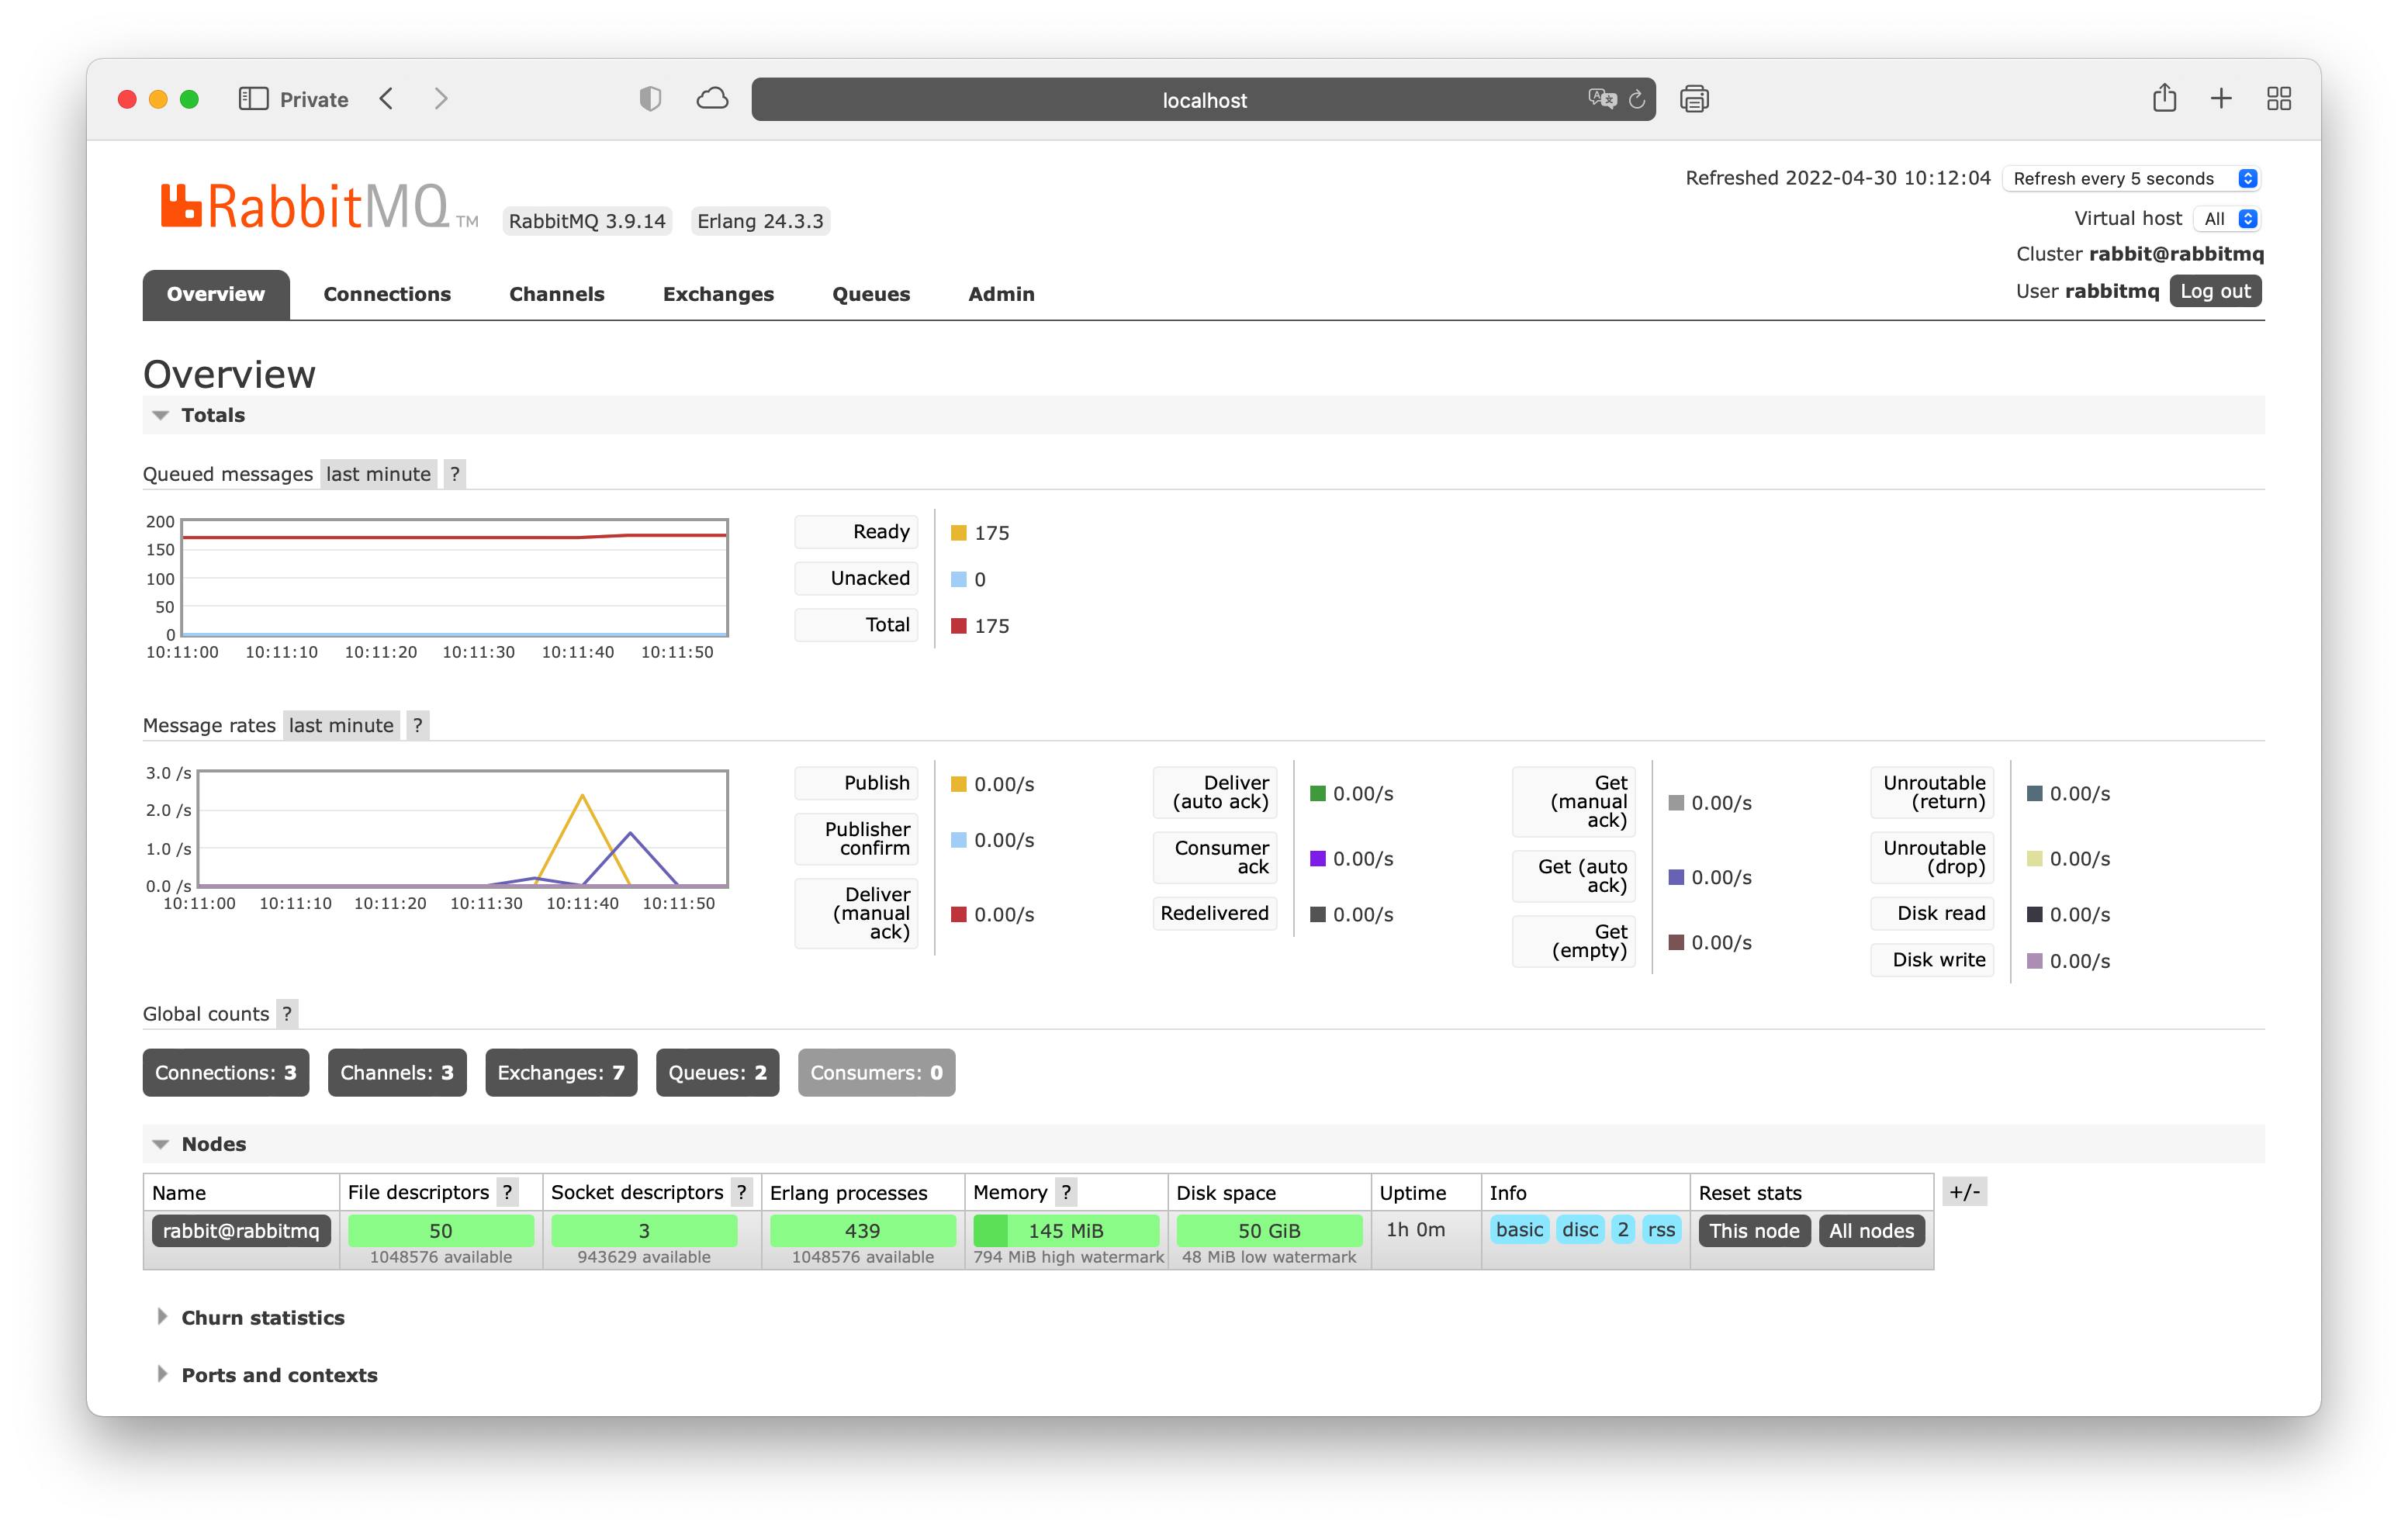 Private
localhost
RabbitMQ TM
RabbitMQ 3.9.14 Erlang 24.3.3
Refreshed 2022-04-30 10:12:04 Refresh every 5 seconds
Virtual host All
Cluster rabbit@rabbitmq
User rabbitmq Log out
Overview Connections Channels Exchanges Queues Admin
Overview
Totals
Queued messages last minute ?
200
150
100
50
0
10:11:00 10:11:10 10:11:20 10:11:30 10:11:40 10:11:50
Ready 175
Unacked 0
Total 175
Message rates last minute ?
3.0 /s
2.0 /s
1.0 /s
0.0 /s
10:11:00 10:11:10 10:11:20 10:11:30 10:11:40 10:11:50
Publish 0.00/s
Publisher
confirm 0.00/s
Deliver
(manual
ack) 0.00/s
Deliver
(auto ack) 0.00/s
Consumer
ack 0.00/s
Redelivered 0.00/s
Get
(manual
ack) 0.00/s
Get (auto
ack) 0.00/s
Get
(empty) 0.00/s
Unroutable
(return) 0.00/s
Unroutable
(drop) 0.00/s
Disk read 0.00/s
Disk write 0.00/s
Global counts ?
Connections: 3 Channels: 3 Exchanges: 7 Queues: 2 Consumers: 0
Nodes
Name File descriptors ? Socket descriptors ? Erlang processes Memory ? Disk space Uptime Info Reset stats +/-
rabbit@rabbitmq 50 3 439 145 MiB 50 GiB 1h 0m basic disc 2 rss This node All nodes
1048576 available 943629 available 1048576 available 794 MiB high watermark 48 MiB low watermark
Churn statistics
Ports and contexts